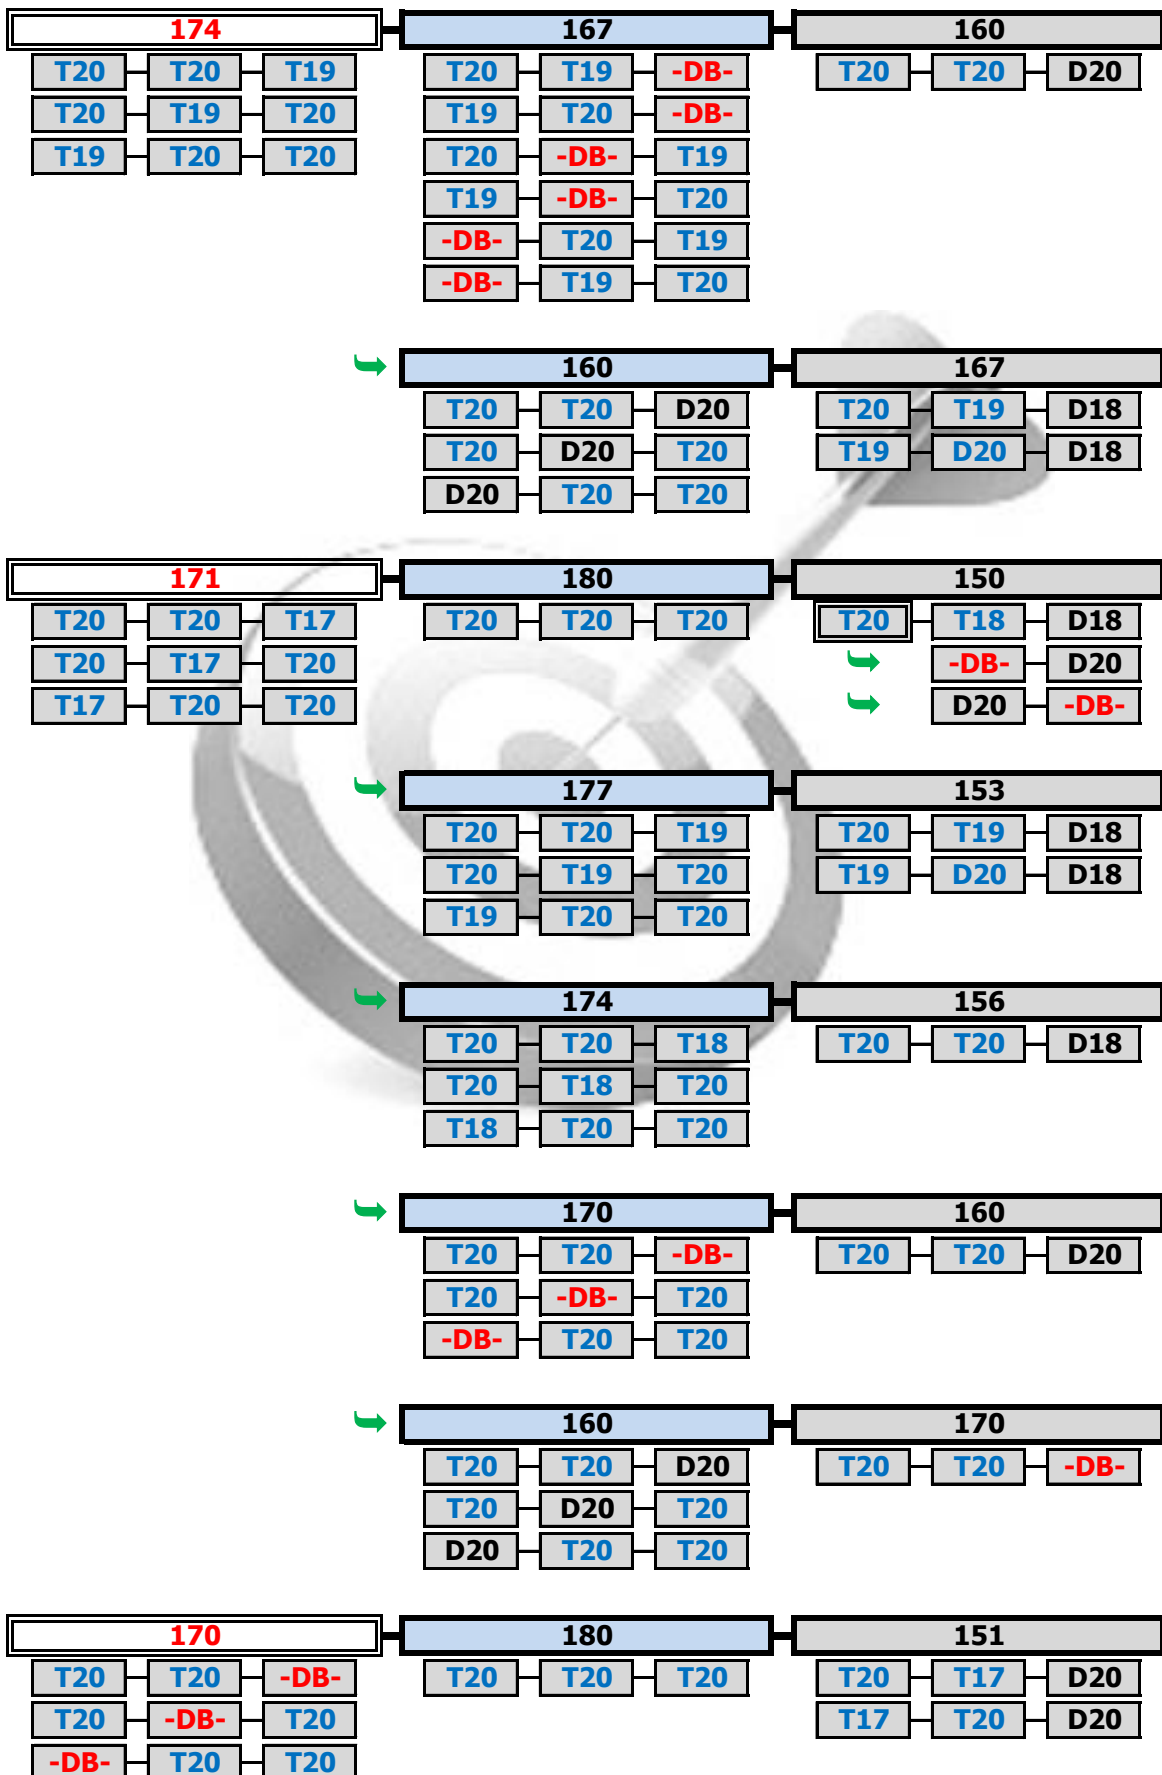 174 167 160
T20 T20 T19 T20 T19 -DB- T20 T20 D20
T20 T19 T20 T19 T20 -DB-
T19 T20 T20 T20 -DB- T19
T19 -DB- T20
-DB- T20 T19
-DB- T19 T20
160 167
T20 T20 D20 T20 T19 D18
T20 D20 T20 T19 D20 D18
D20 T20 T20
171 180 150
T20 T20 T17 T20 T20 T20 T20 T18 D18
T20 T17 T20 -DB- D20
T17 T20 T20 D20 -DB-
177 153
T20 T20 T19 T20 T19 D18
T20 T19 T20 T19 D20 D18
T19 T20 T20
174 156
T20 T20 T18 T20 T20 D18
T20 T18 T20
T18 T20 T20
170 160
T20 T20 -DB- T20 T20 D20
T20 -DB- T20
-DB- T20 T20
160 170
T20 T20 D20 T20 T20 -DB-
T20 D20 T20
D20 T20 T20
170 180 151
T20 T20 -DB- T20 T20 T20 T20 T17 D20
T20 -DB- T20 T17 T20 D20
-DB- T20 T20